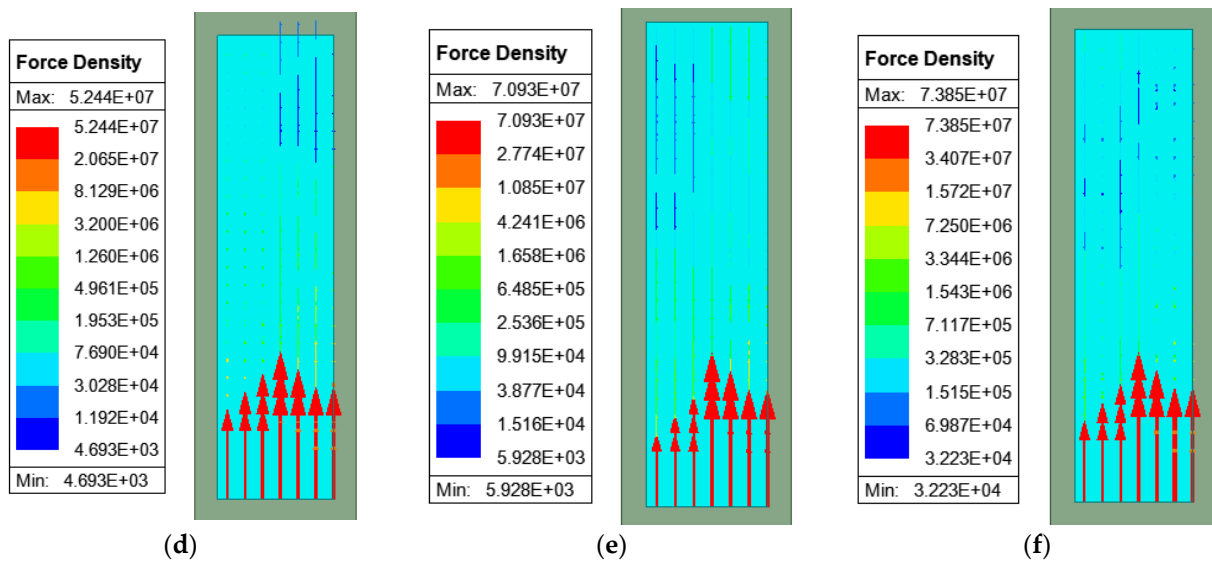 Force Density
Max: 5.244E+07
5.244E+07
2.065E+07
8.129E+06
3.200E+06
1.260E+06
4.961E+05
1.953E+05
7.690E+04
3.028E+04
1.192E+04
4.693E+03
Min: 4.693E+03
(d)
Force Density
Max: 7.093E+07
7.093E+07
2.774E+07
1.085E+07
4.241E+06
1.658E+06
6.485E+05
2.536E+05
9.915E+04
3.877E+04
1.516E+04
5.928E+03
Min: 5.928E+03
(e)
Force Density
Max: 7.385E+07
7.385E+07
3.407E+07
1.572E+07
7.250E+06
3.344E+06
1.543E+06
7.117E+05
3.283E+05
1.515E+05
6.987E+04
3.223E+04
Min: 3.223E+04
(f)